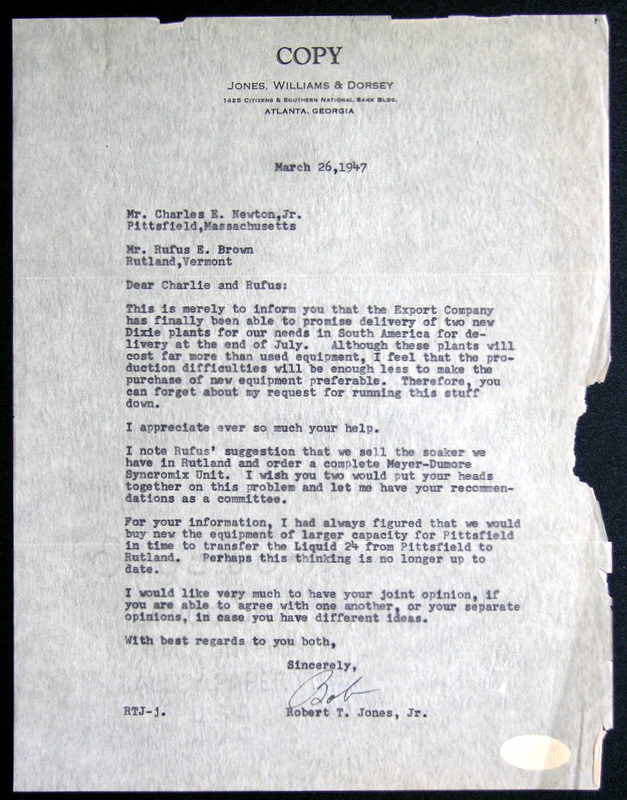 COPY
JONES, WILLIAMS & DORSEY
1425 CITIZENS & SOUTHERN NATIONAL BANK BLDG.
ATLANTA, GEORGIA
March 26,1947
Mr. Charles E. Newton,Jr.
Pittsfield,Massachusetts
Mr. Rufus E. Brown
Rutland,Vermont
Dear Charlie and Rufus:
This is merely to inform you that the Export Company
has finally been able to promise delivery of two new
Dixie plants for our needs in South America for de-
livery at the end of July. Although these plants will
cost far more than used equipment, I feel that the pro-
duction difficulties will be enough less to make the
purchase of new equipment preferable. Therefore, you
can forget about my request for running this stuff
down.
I appreciate ever so much your help.
I note Rufus' suggestion that we sell the soaker we
have in Rutland and order a complete Meyer-Dumore
Syncromix Unit. I wish you two would put your heads
together on this problem and let me have your recommen-
dations as a committee.
For your information, I had always figured that we would
buy new the equipment of larger capacity for Pittsfield
in time to transfer the Liquid 24 from Pittsfield to
Rutland. Perhaps this thinking is no longer up to
date.
I would like very much to have your joint opinion, if
you are able to agree with one another, or your separate
opinions, in case you have different ideas.
With best regards to you both,
Sincerely,
Bob
RTJ-j. Robert T. Jones, Jr.